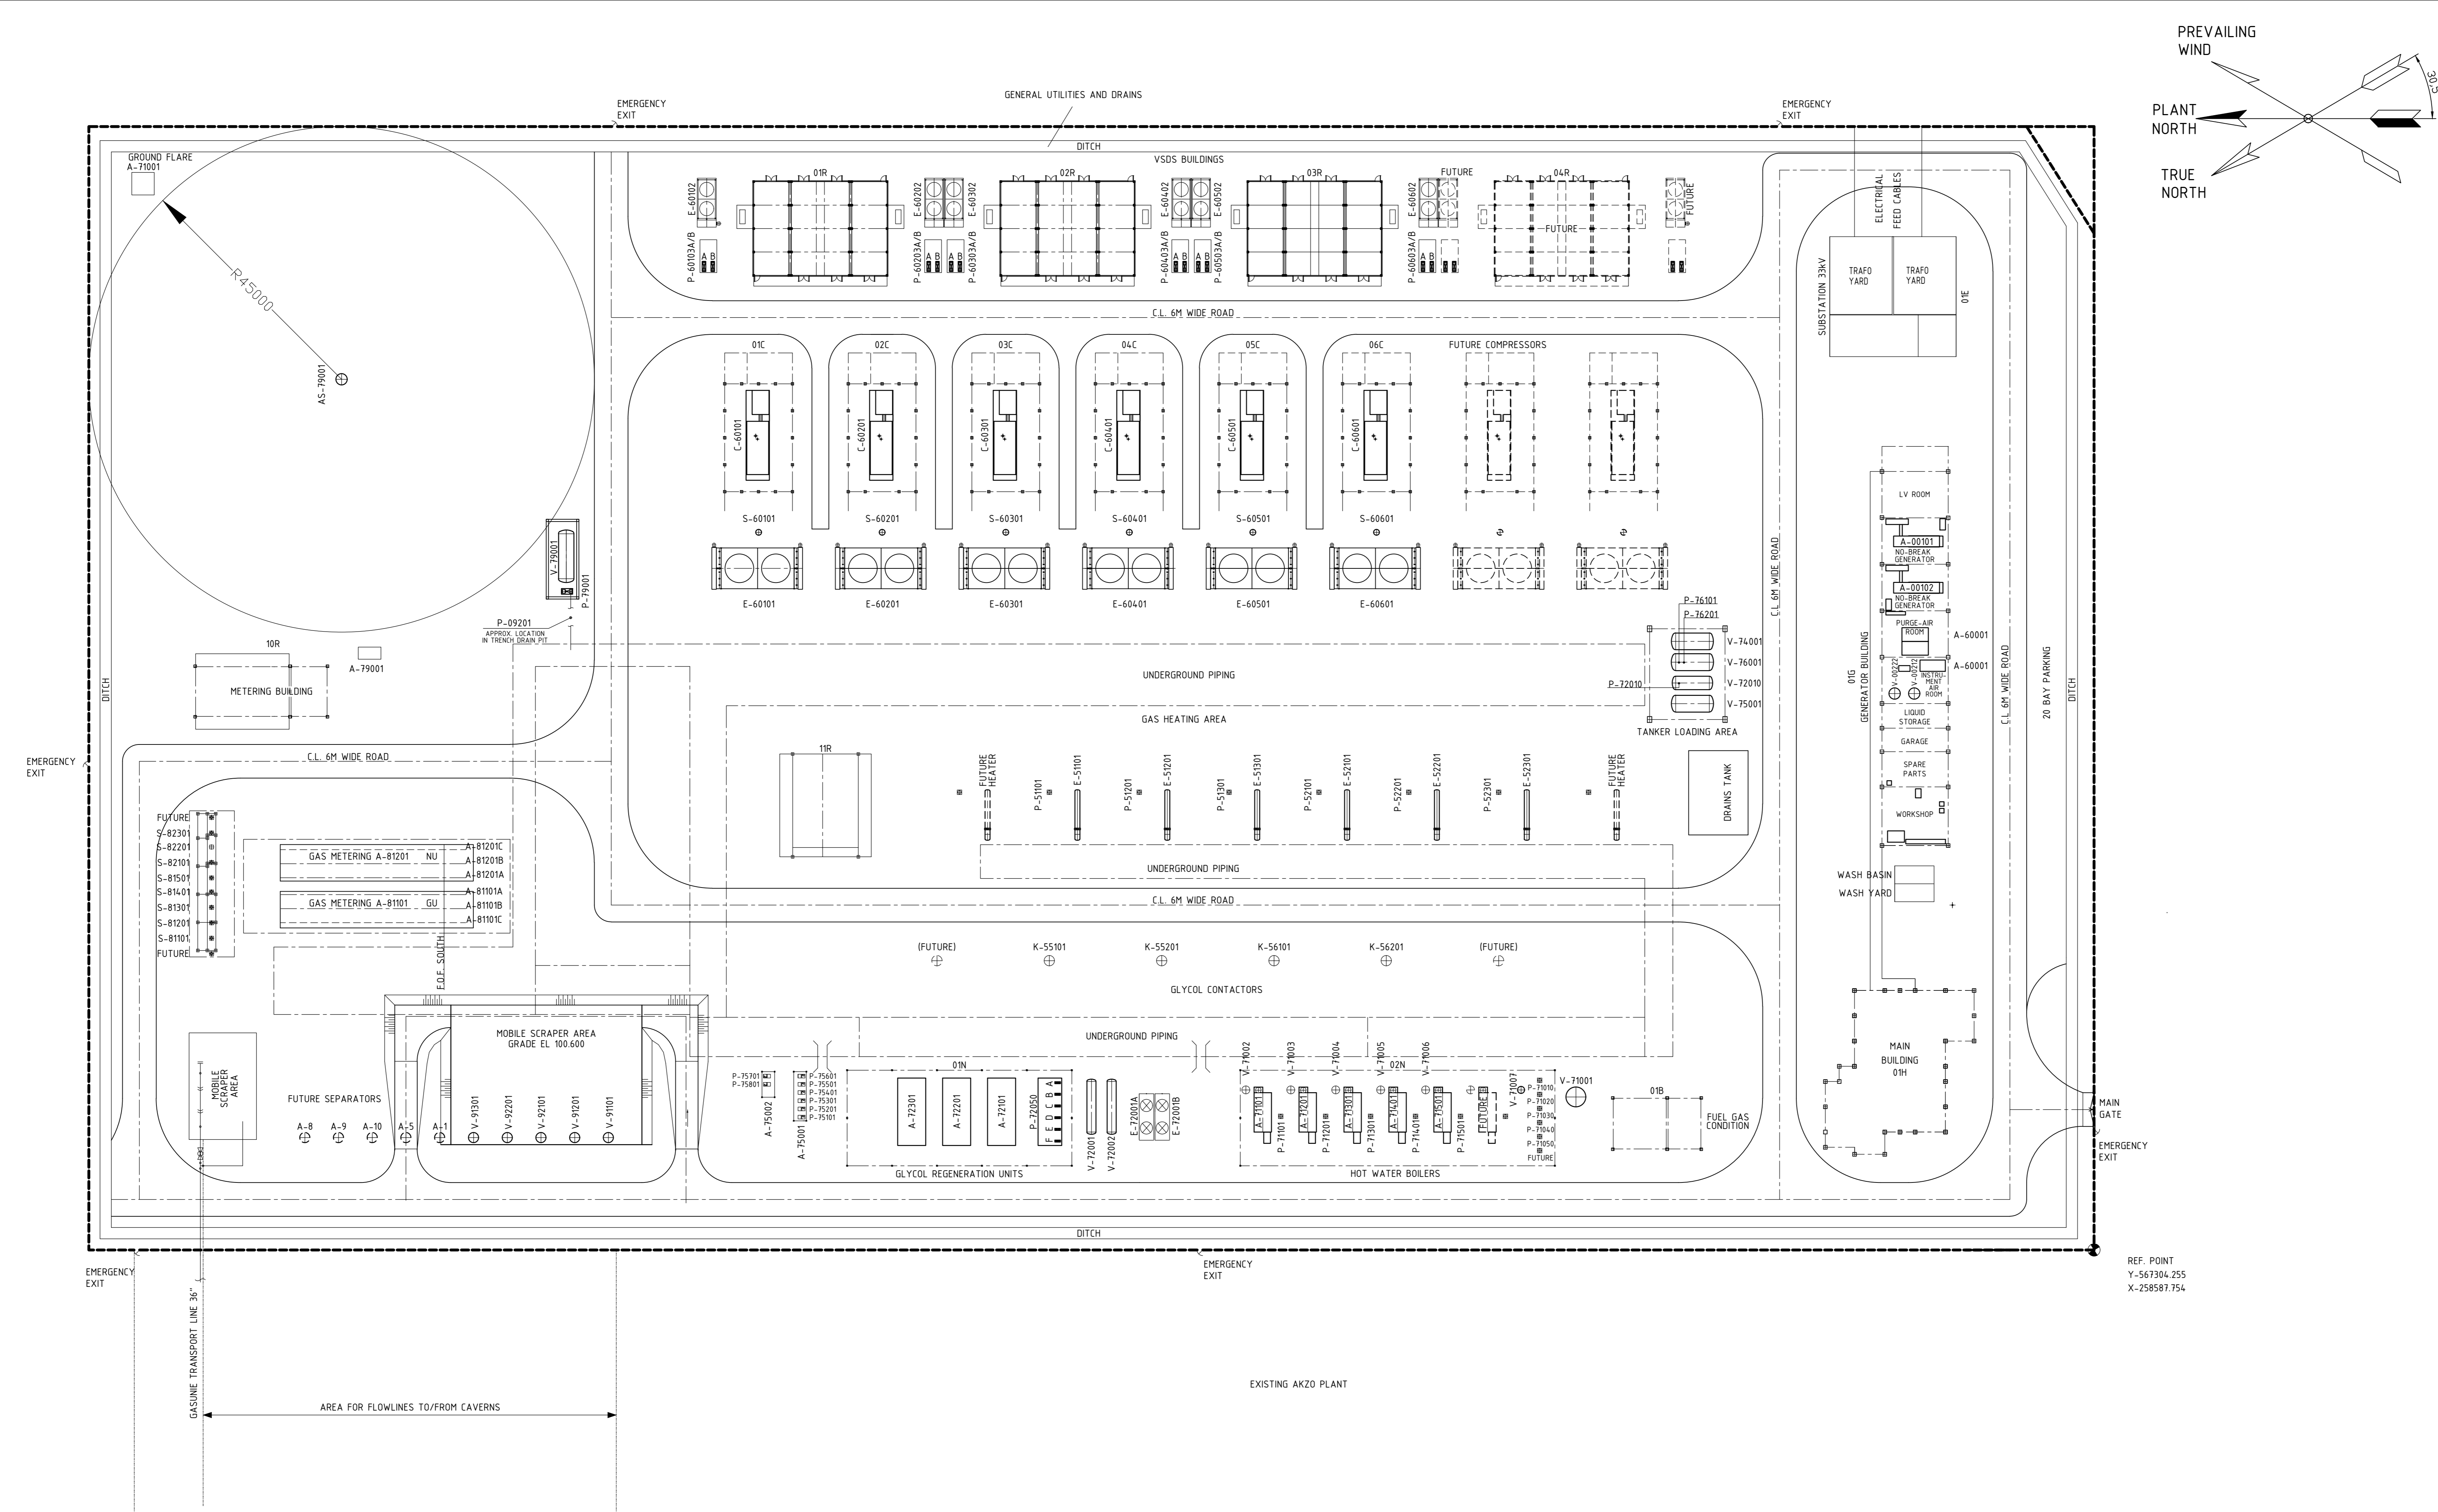 PREVAILING
WIND
30,5
PLANT
NORTH
TRUE
NORTH
GENERAL UTILITIES AND DRAINS
EMERGENCY
EXIT
EMERGENCY
EXIT
DITCH
VSDS BUILDINGS
GROUND FLARE
A-71001
R45000
AS-79001
E-60102
P-60103A/B
A B
01R
E-60202
E-60302
P-60203A/B
A B
A B
P-60303A/B
02R
E-60402
E-60502
P-60403A/B
A B
A B
P-60503A/B
03R
E-60602
FUTURE
P-60603A/B
A B
04R
FUTURE
FUTURE
ELECTRICAL
FEED CABLES
SUBSTATION 33kV
TRAFO
YARD
TRAFO
YARD
01E
C.L. 6M WIDE ROAD
01C
02C
03C
04C
05C
06C
FUTURE COMPRESSORS
C-60101
C-60201
C-60301
C-60401
C-60501
C-60601
S-60101
S-60201
S-60301
S-60401
S-60501
S-60601
E-60101
E-60201
E-60301
E-60401
E-60501
E-60601
V-79001
P-79001
P-09201
APPROX. LOCATION
IN TRENCH DRAIN PIT
10R
A-79001
METERING BUILDING
DITCH
C.L. 6M WIDE ROAD
EMERGENCY
EXIT
UNDERGROUND PIPING
GAS HEATING AREA
P-76101
P-76201
V-74001
V-76001
P-72010
V-72010
V-75001
TANKER LOADING AREA
C.L. 6M WIDE ROAD
LV ROOM
A-00101
NO-BREAK
GENERATOR
A-00102
NO-BREAK
GENERATOR
PURGE-AIR
ROOM
A-60001
V-00222
V-00212
A-60001
INSTRU-
MENT
AIR
ROOM
01G
GENERATOR BUILDING
LIQUID
STORAGE
GARAGE
SPARE
PARTS
WORKSHOP
C.L. 6M WIDE ROAD
20 BAY PARKING
DITCH
WASH BASIN
WASH YARD
11R
FUTURE
HEATER
P-51101
E-51101
P-51201
E-51201
P-51301
E-51301
P-52101
E-52101
P-52201
E-52201
P-52301
E-52301
FUTURE
HEATER
DRAINS TANK
UNDERGROUND PIPING
C.L. 6M WIDE ROAD
FUTURE
S-82301
S-82201
S-82101
S-81501
S-81401
S-81301
S-81201
S-81101
FUTURE
GAS METERING A-81201 NU
A-81201C
A-81201B
A-81201A
GAS METERING A-81101 GU
A-81101A
A-81101B
A-81101C
F.O.F. SOUTH
(FUTURE)
K-55101
K-55201
K-56101
K-56201
(FUTURE)
GLYCOL CONTACTORS
UNDERGROUND PIPING
MOBILE SCRAPER AREA
GRADE EL 100.600
MOBILE
SCRAPER
AREA
FUTURE SEPARATORS
A-8
A-9
A-10
A-5
A-1
V-91301
V-92201
V-92101
V-91201
V-91101
P-75701
P-75801
A-75002
A-75001
P-75601
P-75501
P-75401
P-75301
P-75201
P-75101
01N
A-72301
A-72201
A-72101
P-72050
F E D C B A
GLYCOL REGENERATION UNITS
V-72001
V-72002
E-72001A
E-72001B
02N
V-71002
V-71003
V-71004
V-71005
V-71006
A-71101
P-71101
A-71201
P-71201
A-71301
P-71301
A-71401
P-71401
A-71501
P-71501
FUTURE
V-71007
P-71010
P-71020
P-71030
P-71040
P-71050
FUTURE
V-71001
HOT WATER BOILERS
01B
FUEL GAS
CONDITION
MAIN
BUILDING
01H
MAIN
GATE
EMERGENCY
EXIT
DITCH
EMERGENCY
EXIT
EMERGENCY
EXIT
REF. POINT
Y-567304.255
X-258587.754
GASUNIE TRANSPORT LINE 36"
AREA FOR FLOWLINES TO/FROM CAVERNS
EXISTING AKZO PLANT